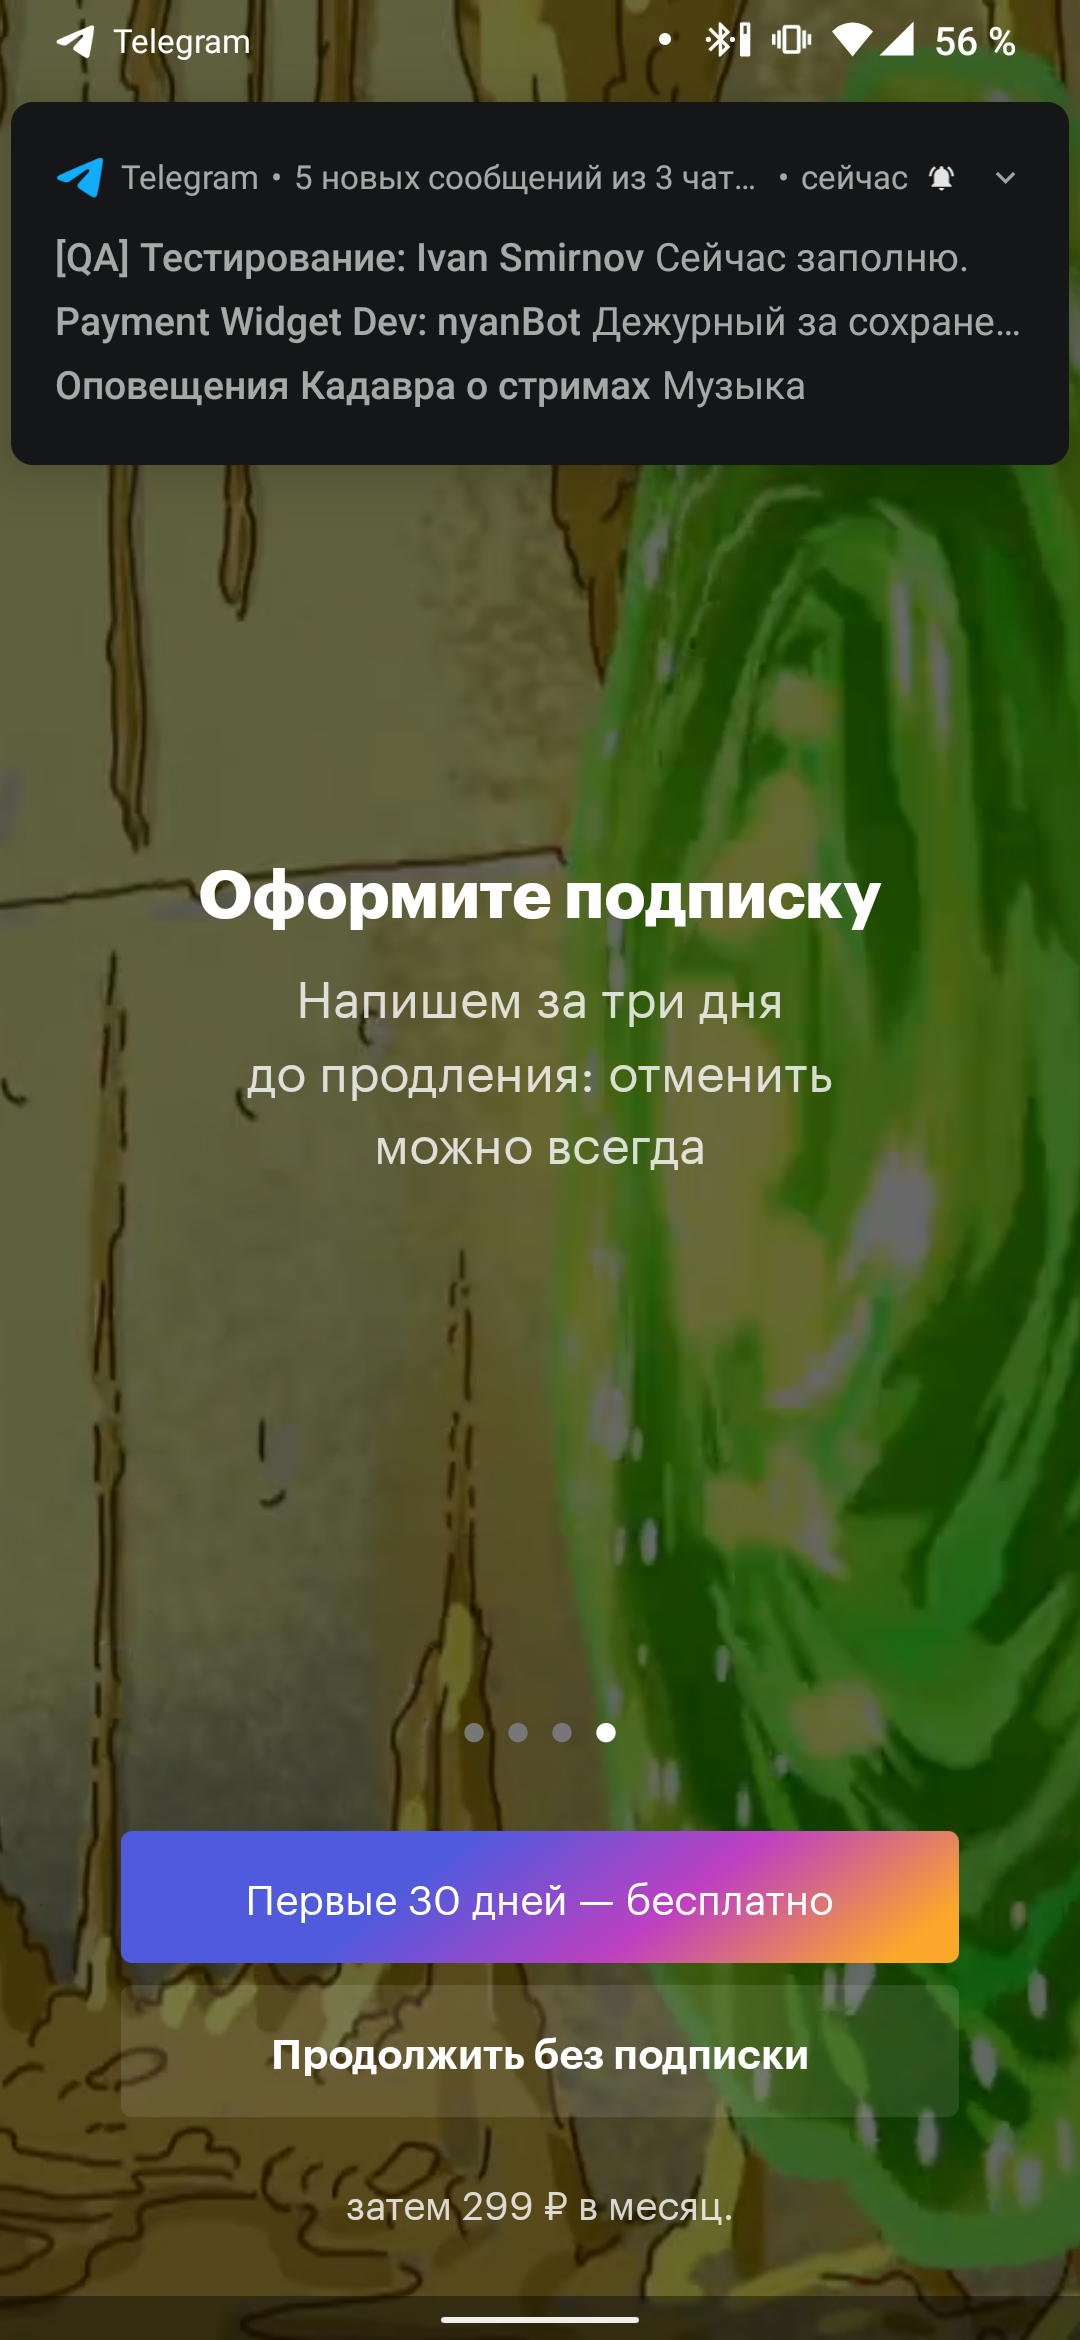 Telegram 56 %
Telegram • 5 новых сообщений из 3 чат... • сейчас
[QA] Тестирование: Ivan Smirnov Сейчас заполню.
Payment Widget Dev: nyanBot Дежурный за сохране...
Оповещения Кадавра о стримах Музыка
Оформите подписку
Напишем за три дня
до продления: отменить
можно всегда
Первые 30 дней — бесплатно
Продолжить без подписки
затем 299 ₽ в месяц.